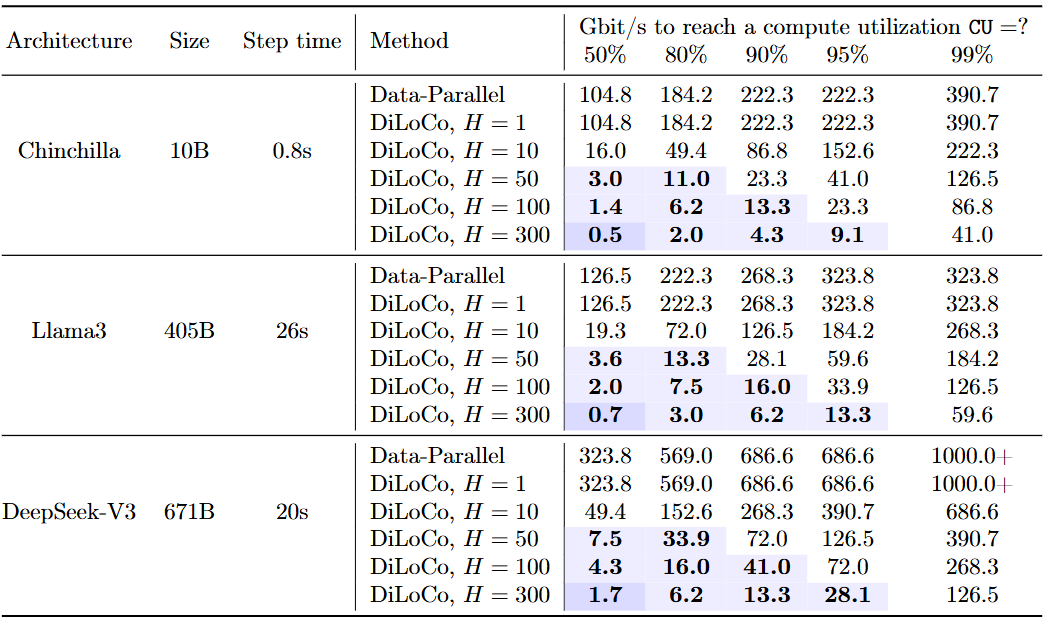 Architecture Size Step time Method Gbit/s to reach a compute utilization CU =?
50% 80% 90% 95% 99%
Data-Parallel 104.8 184.2 222.3 222.3 390.7
DiLoCo, H = 1 104.8 184.2 222.3 222.3 390.7
Chinchilla 10B 0.8s DiLoCo, H = 10 16.0 49.4 86.8 152.6 222.3
DiLoCo, H = 50 3.0 11.0 23.3 41.0 126.5
DiLoCo, H = 100 1.4 6.2 13.3 23.3 86.8
DiLoCo, H = 300 0.5 2.0 4.3 9.1 41.0
Data-Parallel 126.5 222.3 268.3 323.8 323.8
DiLoCo, H = 1 126.5 222.3 268.3 323.8 323.8
Llama3 405B 26s DiLoCo, H = 10 19.3 72.0 126.5 184.2 268.3
DiLoCo, H = 50 3.6 13.3 28.1 59.6 184.2
DiLoCo, H = 100 2.0 7.5 16.0 33.9 126.5
DiLoCo, H = 300 0.7 3.0 6.2 13.3 59.6
Data-Parallel 323.8 569.0 686.6 686.6 1000.0+
DiLoCo, H = 1 323.8 569.0 686.6 686.6 1000.0+
DeepSeek-V3 671B 20s DiLoCo, H = 10 49.4 152.6 268.3 390.7 686.6
DiLoCo, H = 50 7.5 33.9 72.0 126.5 390.7
DiLoCo, H = 100 4.3 16.0 41.0 72.0 268.3
DiLoCo, H = 300 1.7 6.2 13.3 28.1 126.5